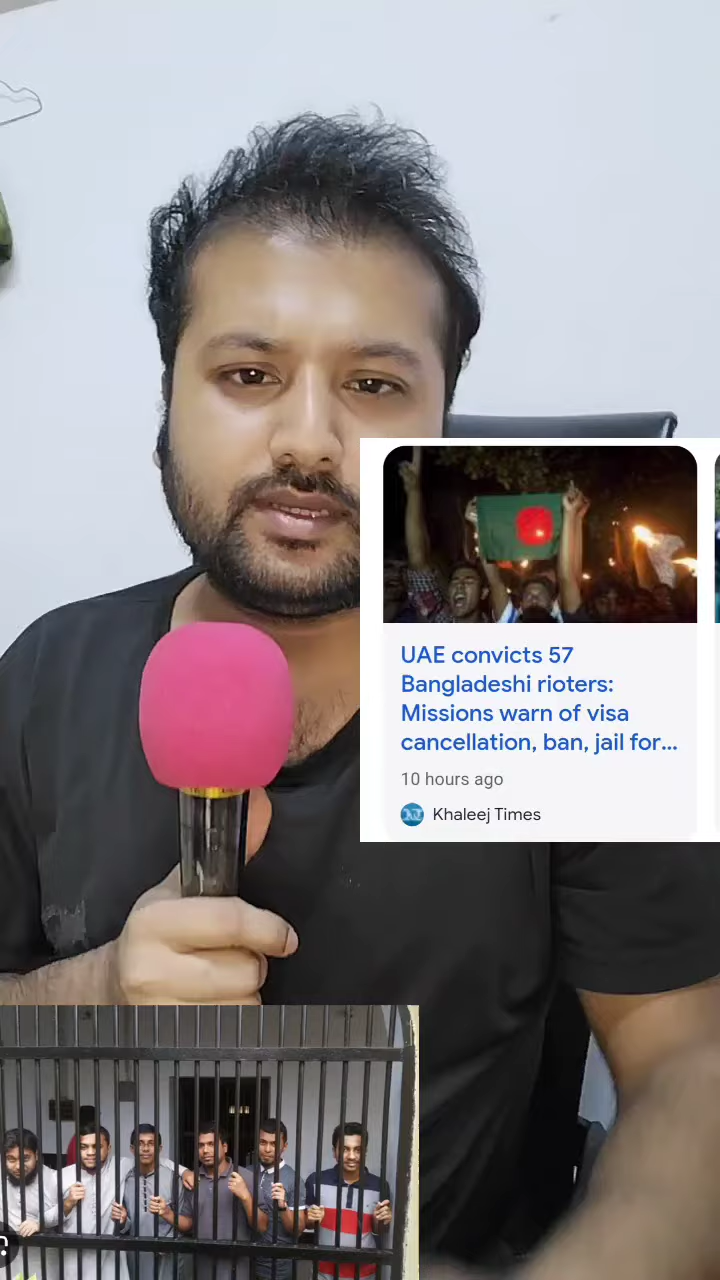 UAE convicts 57
Bangladeshi rioters:
Missions warn of visa
cancellation, ban, jail for...
10 hours ago
Khaleej Times